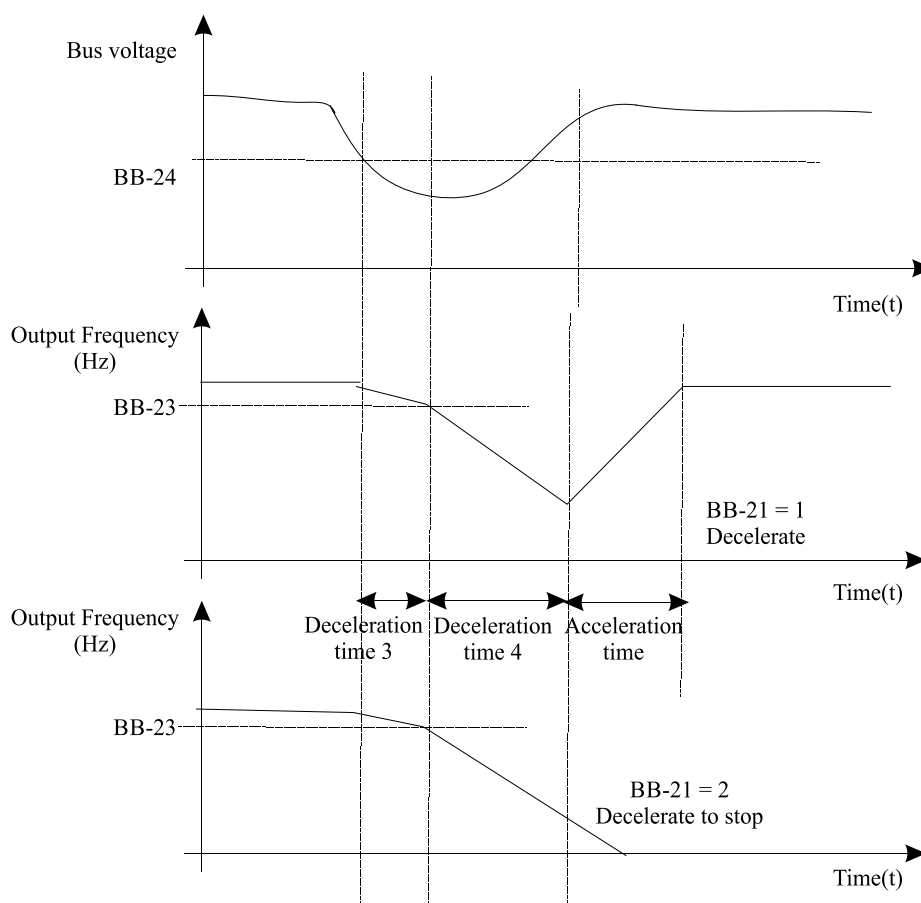 Bus voltage
BB-24
Time(t)
Output Frequency
(Hz)
BB-23
BB-21 = 1
Decelerate
Time(t)
Output Frequency
(Hz)
Deceleration
time 3
Deceleration
time 4
Acceleration
time
BB-23
BB-21 = 2
Decelerate to stop
Time(t)